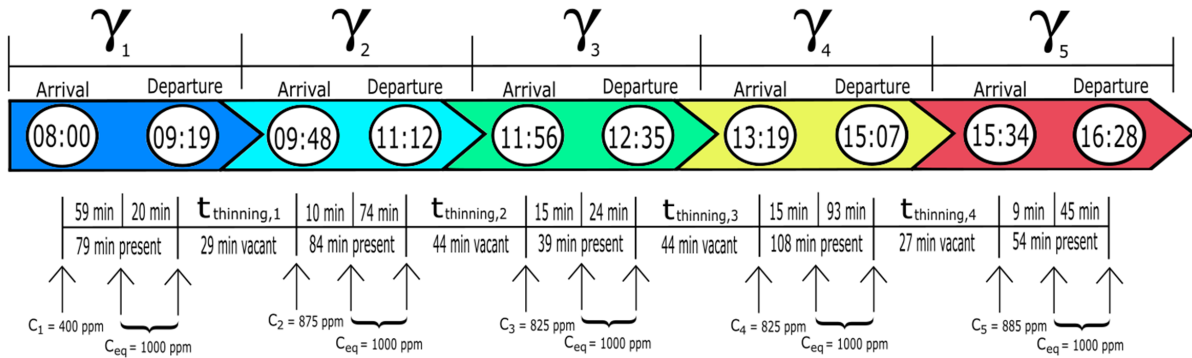 γ1 γ2 γ3 γ4 γ5
Arrival Departure Arrival Departure Arrival Departure Arrival Departure Arrival Departure
08:00 09:19 09:48 11:12 11:56 12:35 13:19 15:07 15:34 16:28
59 min 20 min tthinning,1 10 min 74 min tthinning,2 15 min 24 min tthinning,3 15 min 93 min tthinning,4 9 min 45 min
79 min present 29 min vacant 84 min present 44 min vacant 39 min present 44 min vacant 108 min present 27 min vacant 54 min present
C1 = 400 ppm C2 = 875 ppm C3 = 825 ppm C4 = 825 ppm C5 = 885 ppm
Ceq = 1000 ppm Ceq = 1000 ppm Ceq = 1000 ppm Ceq = 1000 ppm Ceq = 1000 ppm